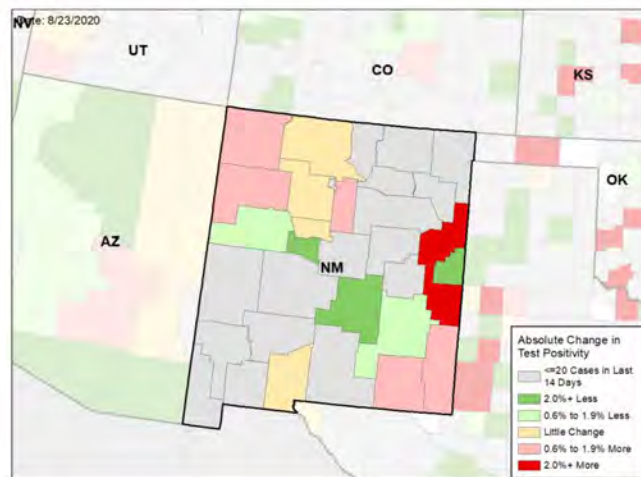 NV
Date: 8/23/2020
UT
CO
KS
OK
AZ
NM
Absolute Change in
Test Positivity
<=20 Cases in Last
14 Days
2.0%+ Less
0.6% to 1.9% Less
Little Change
0.6% to 1.9% More
2.0%+ More